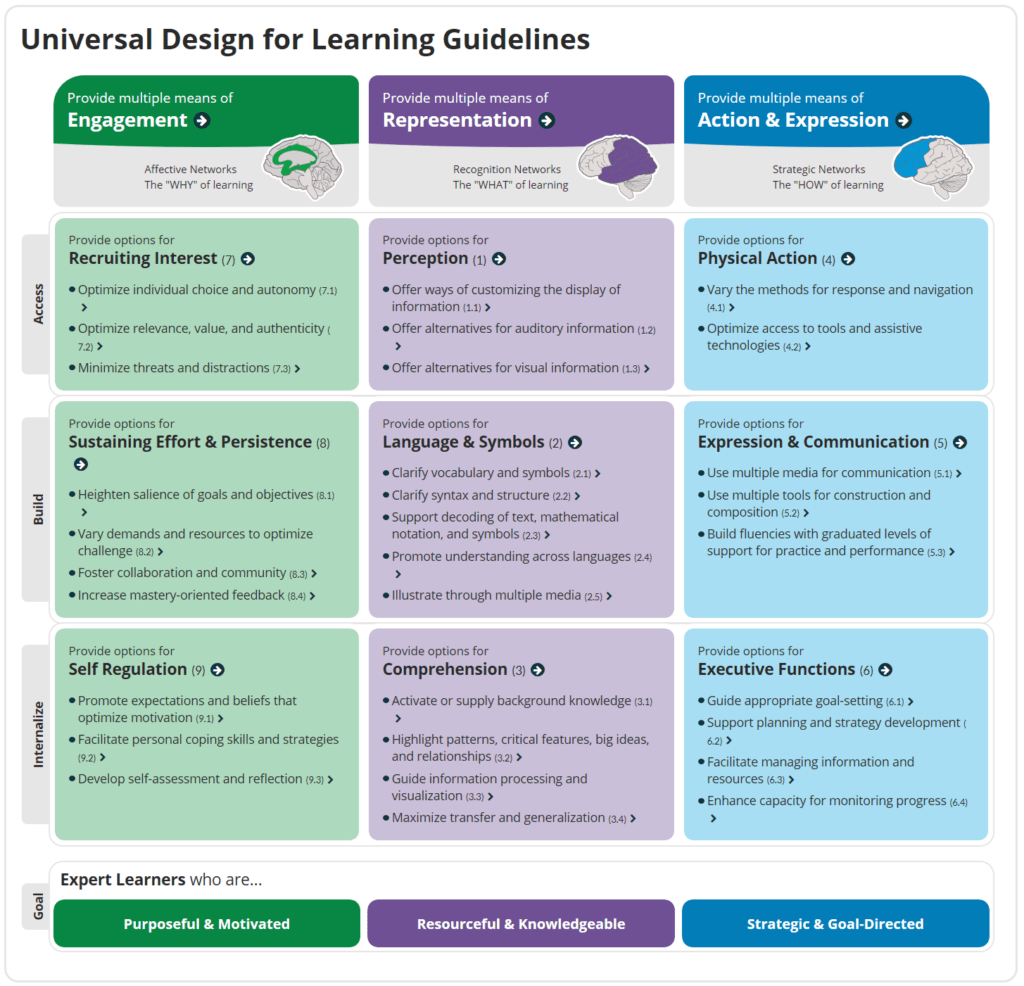 Universal Design for Learning Guidelines
Provide multiple means of
Engagement
Affective Networks
The "WHY" of learning
Provide multiple means of
Representation
Recognition Networks
The "WHAT" of learning
Provide multiple means of
Action & Expression
Strategic Networks
The "HOW" of learning
Access
Provide options for
Recruiting Interest (7)
• Optimize individual choice and autonomy (7.1)
• Optimize relevance, value, and authenticity (
7.2)
• Minimize threats and distractions (7.3)
Provide options for
Perception (1)
• Offer ways of customizing the display of
information (1.1)
• Offer alternatives for auditory information (1.2)
• Offer alternatives for visual information (1.3)
Provide options for
Physical Action (4)
• Vary the methods for response and navigation
(4.1)
• Optimize access to tools and assistive
technologies (4.2)
Build
Provide options for
Sustaining Effort & Persistence (8)
• Heighten salience of goals and objectives (8.1)
• Vary demands and resources to optimize
challenge (8.2)
• Foster collaboration and community (8.3)
• Increase mastery-oriented feedback (8.4)
Provide options for
Language & Symbols (2)
• Clarify vocabulary and symbols (2.1)
• Clarify syntax and structure (2.2)
• Support decoding of text, mathematical
notation, and symbols (2.3)
• Promote understanding across languages (2.4)
• Illustrate through multiple media (2.5)
Provide options for
Expression & Communication (5)
• Use multiple media for communication (5.1)
• Use multiple tools for construction and
composition (5.2)
• Build fluencies with graduated levels of
support for practice and performance (5.3)
Internalize
Provide options for
Self Regulation (9)
• Promote expectations and beliefs that
optimize motivation (9.1)
• Facilitate personal coping skills and strategies
(9.2)
• Develop self-assessment and reflection (9.3)
Provide options for
Comprehension (3)
• Activate or supply background knowledge (3.1)
• Highlight patterns, critical features, big ideas,
and relationships (3.2)
• Guide information processing and
visualization (3.3)
• Maximize transfer and generalization (3.4)
Provide options for
Executive Functions (6)
• Guide appropriate goal-setting (6.1)
• Support planning and strategy development (
6.2)
• Facilitate managing information and
resources (6.3)
• Enhance capacity for monitoring progress (6.4)
Goal
Expert Learners who are...
Purposeful & Motivated
Resourceful & Knowledgeable
Strategic & Goal-Directed